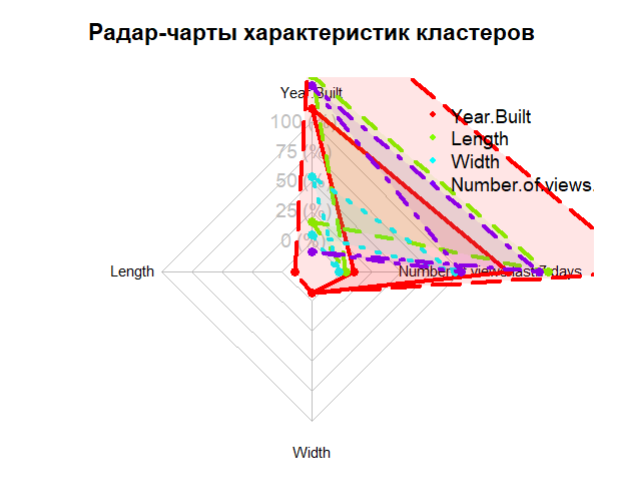 Радар-чарты характеристик кластеров
Year.Built
100 (%)
Year.Built
75 (%)
Length
50 (%)
Width
Number.of.views.
25 (%)
0 (%)
Length
Number.of.views.last.7.days
Width